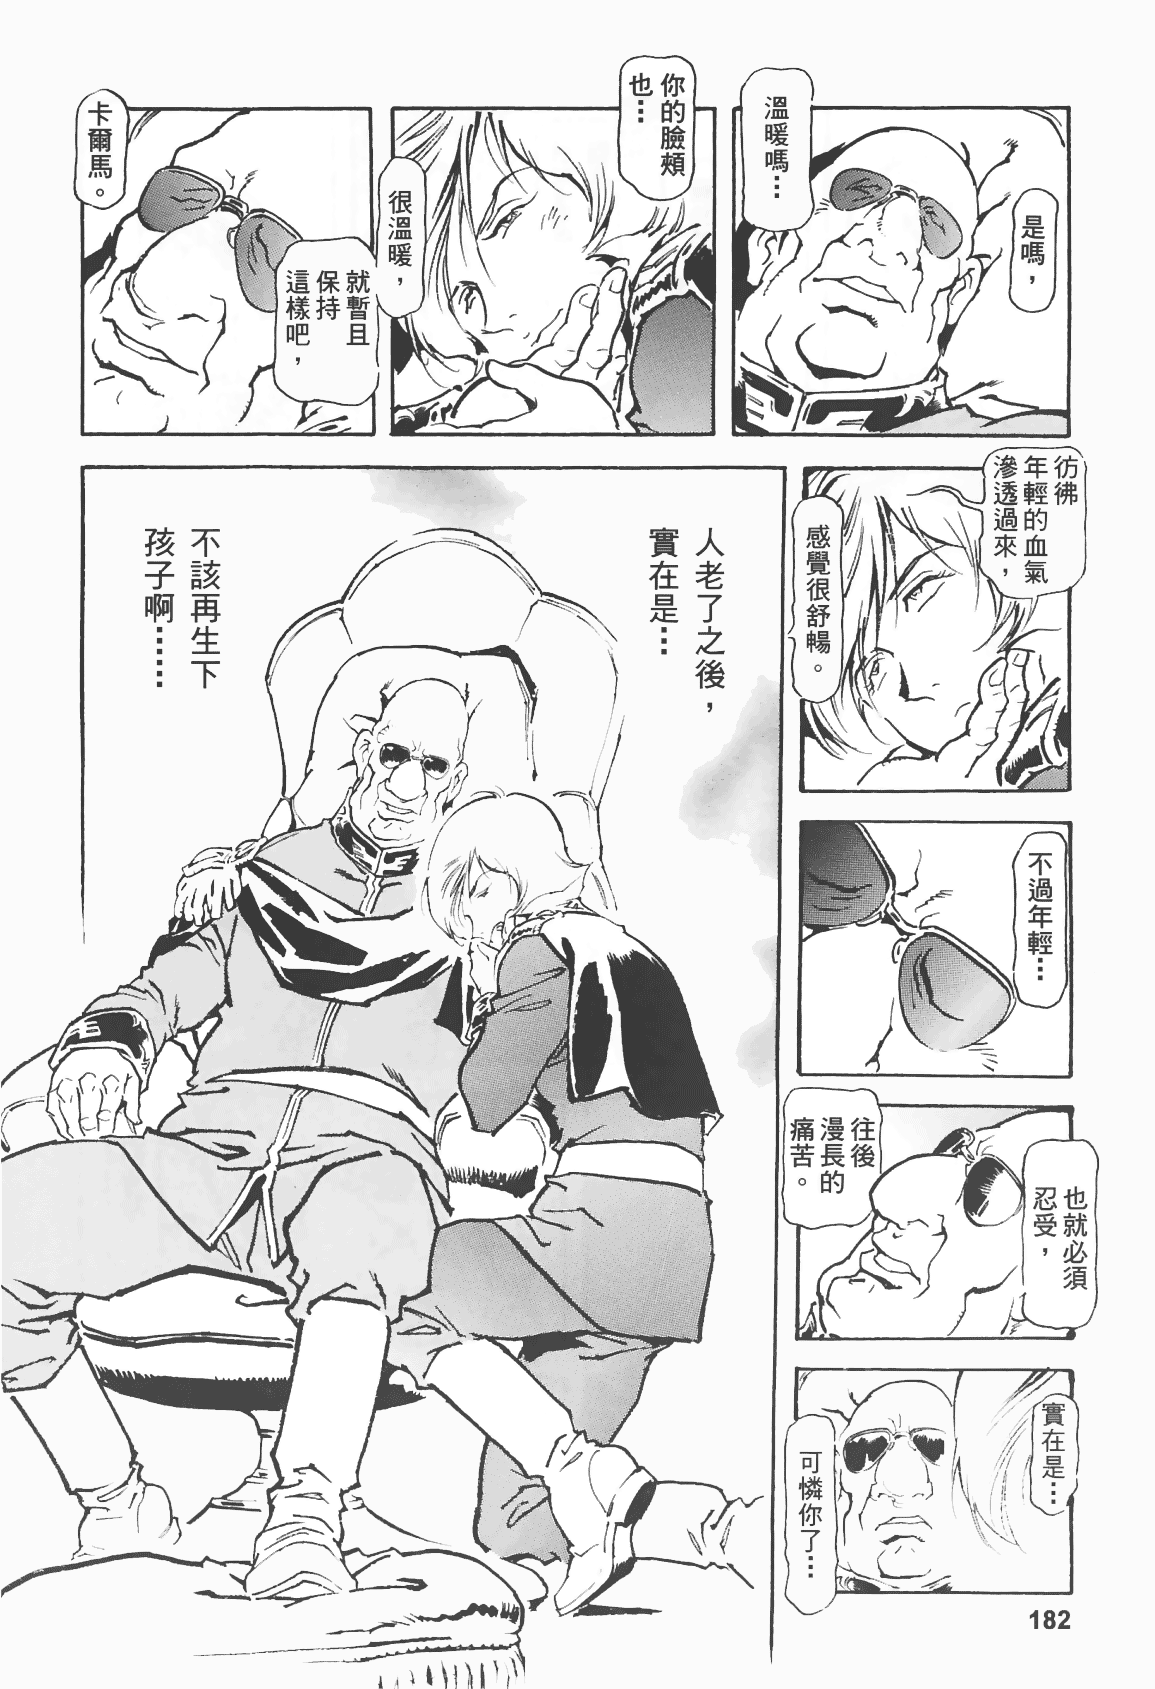 是嗎，
溫暖嗎…
你的臉頰
也…
很溫暖，
就暫且
保持
這樣吧，
卡爾馬。
彷彿
年輕的血氣
滲透過來，
感覺很舒暢。
不過年輕…
也就必須
忍受，
往後
漫長的
痛苦。
實在是…
可憐你了…
人老了之後，
實在是…
不該再生下
孩子啊……
182